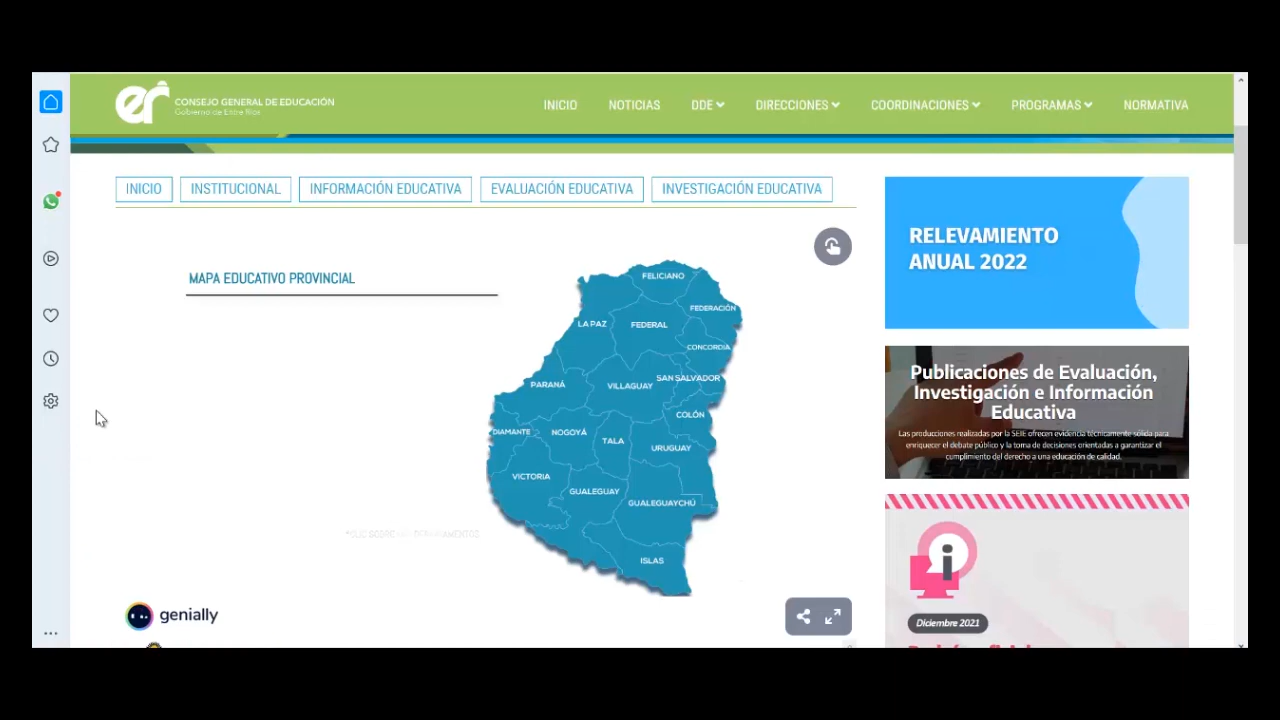 CONSEJO GENERAL DE EDUCACIÓN
Gobierno de Entre Ríos
INICIO
NOTICIAS
DDE
DIRECCIONES
COORDINACIONES
PROGRAMAS
NORMATIVA
INICIO
INSTITUCIONAL
INFORMACIÓN EDUCATIVA
EVALUACIÓN EDUCATIVA
INVESTIGACIÓN EDUCATIVA
MAPA EDUCATIVO PROVINCIAL
FELICIANO
FEDERACIÓN
LA PAZ
FEDERAL
CONCORDIA
SAN SALVADOR
PARANÁ
VILLAGUAY
COLÓN
DIAMANTE
NOGOYÁ
TALA
URUGUAY
VICTORIA
GUALEGUAY
GUALEGUAYCHÚ
ISLAS
*CLIC SOBRE
genially
RELEVAMIENTO
ANUAL 2022
Publicaciones de Evaluación,
Investigación e Información
Educativa
Las producciones realizadas por la SEIE ofrecen evidencia técnicamente sólida para
enriquecer el debate público y la toma de decisiones orientadas a garantizar el
cumplimiento del derecho a una educación de calidad.
Diciembre 2021